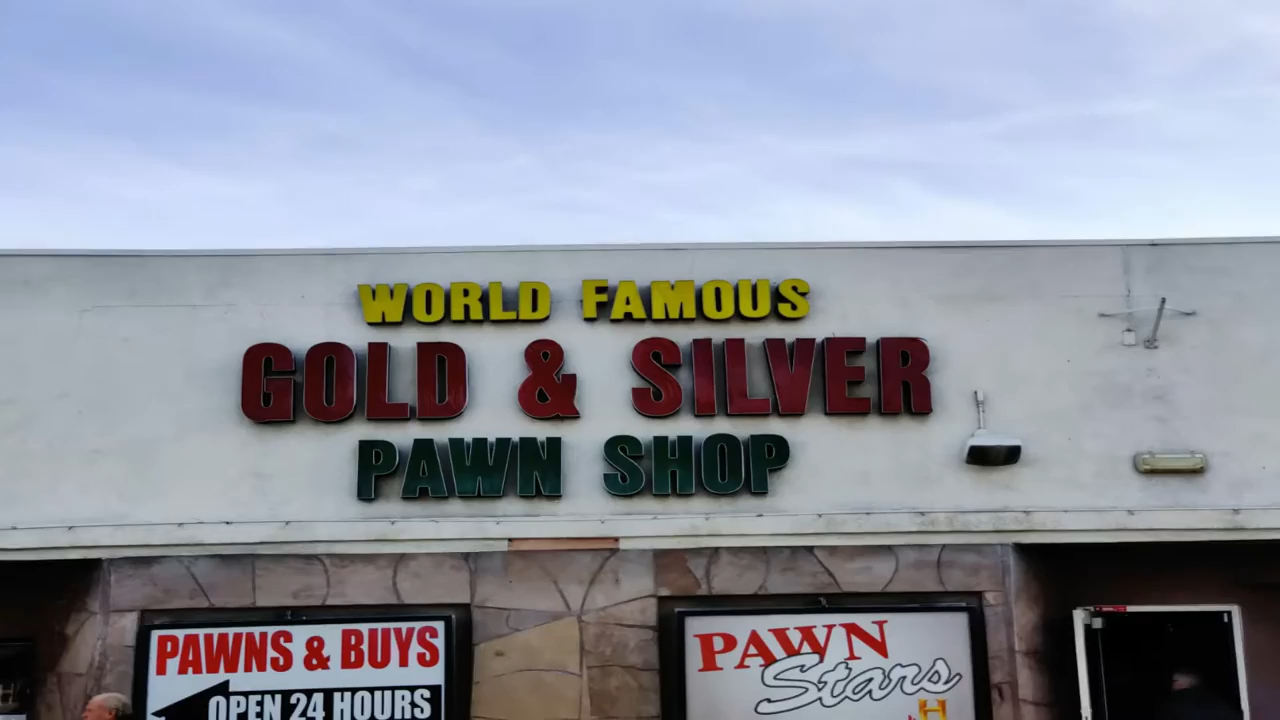 WORLD FAMOUS
GOLD & SILVER
PAWN SHOP
PAWNS & BUYS
OPEN 24 HOURS
PAWN
Stars
H